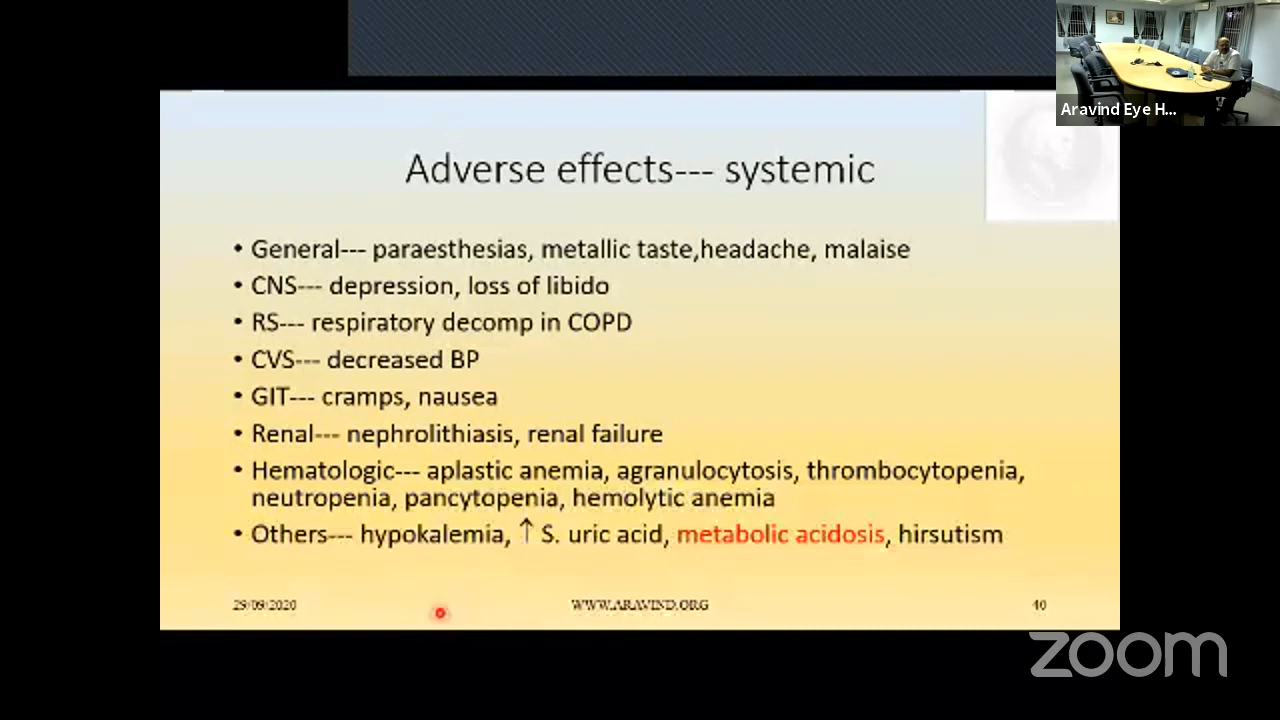 Aravind Eye H...
Adverse effects--- systemic
• General--- paraesthesias, metallic taste,headache, malaise
• CNS--- depression, loss of libido
• RS--- respiratory decomp in COPD
• CVS--- decreased BP
• GIT--- cramps, nausea
• Renal--- nephrolithiasis, renal failure
• Hematologic--- aplastic anemia, agranulocytosis, thrombocytopenia,
neutropenia, pancytopenia, hemolytic anemia
• Others--- hypokalemia, ↑ S. uric acid, metabolic acidosis, hirsutism
29/09/2020 WWW.ARAVIND.ORG 40
zoom